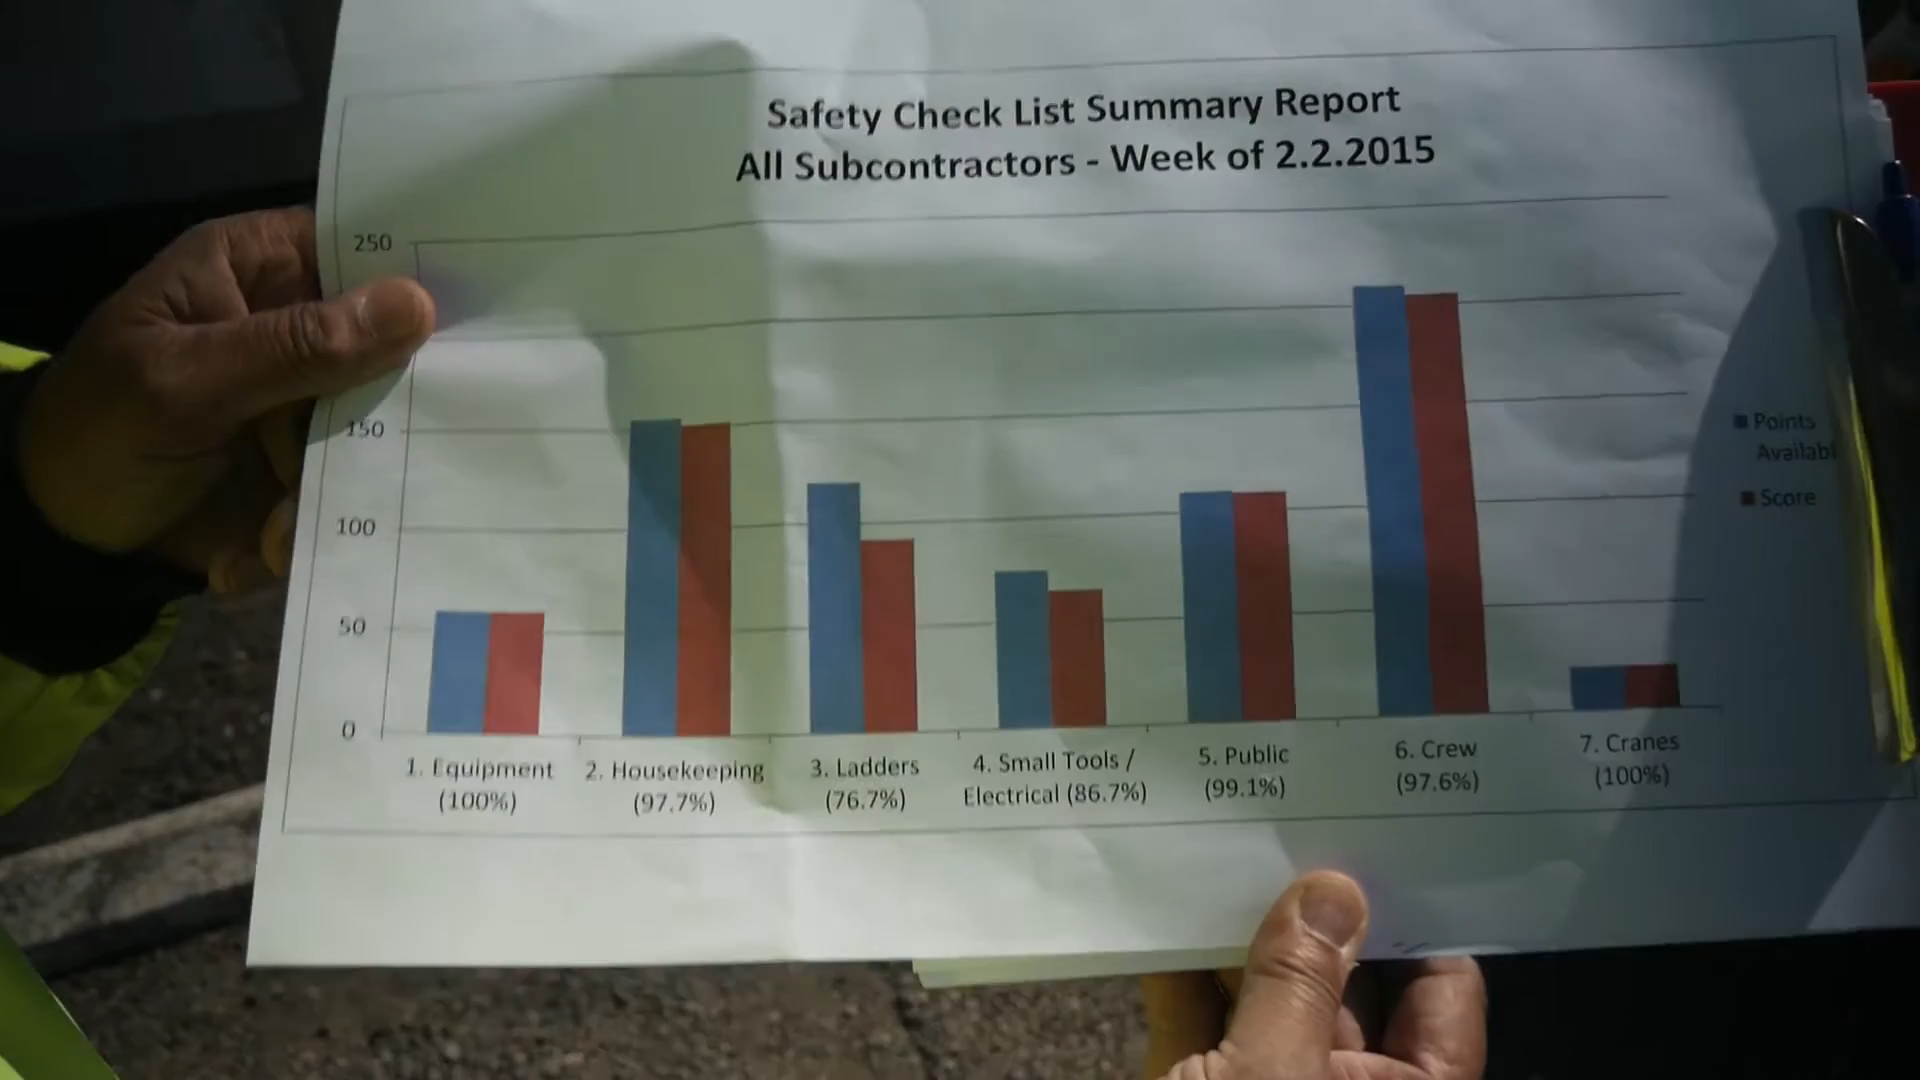 Safety Check List Summary Report
All Subcontractors - Week of 2.2.2015
250
150
100
50
0
1. Equipment
(100%)
2. Housekeeping
(97.7%)
3. Ladders
(76.7%)
4. Small Tools /
Electrical (86.7%)
5. Public
(99.1%)
6. Crew
(97.6%)
7. Cranes
(100%)
Points
Availabl
Score